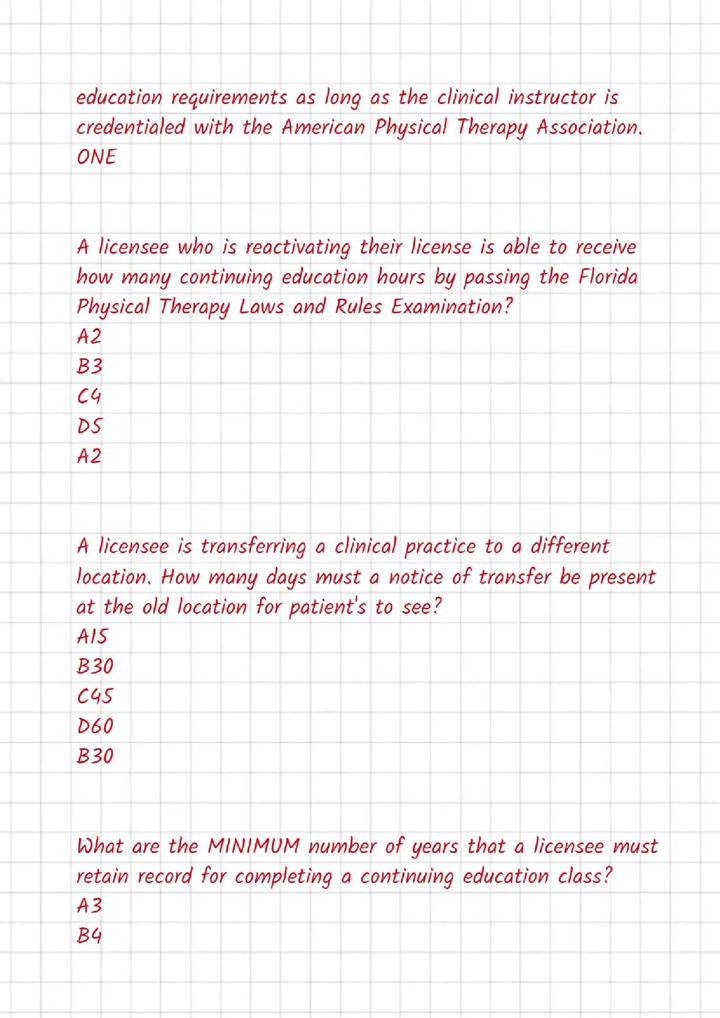 education requirements as long as the clinical instructor is
credentialed with the American Physical Therapy Association.
ONE
A licensee who is reactivating their license is able to receive
how many continuing education hours by passing the Florida
Physical Therapy Laws and Rules Examination?
A2
B3
C4
D5
A2
A licensee is transferring a clinical practice to a different
location. How many days must a notice of transfer be present
at the old location for patient's to see?
A15
B30
C45
D60
B30
What are the MINIMUM number of years that a licensee must
retain record for completing a continuing education class?
A3
B4